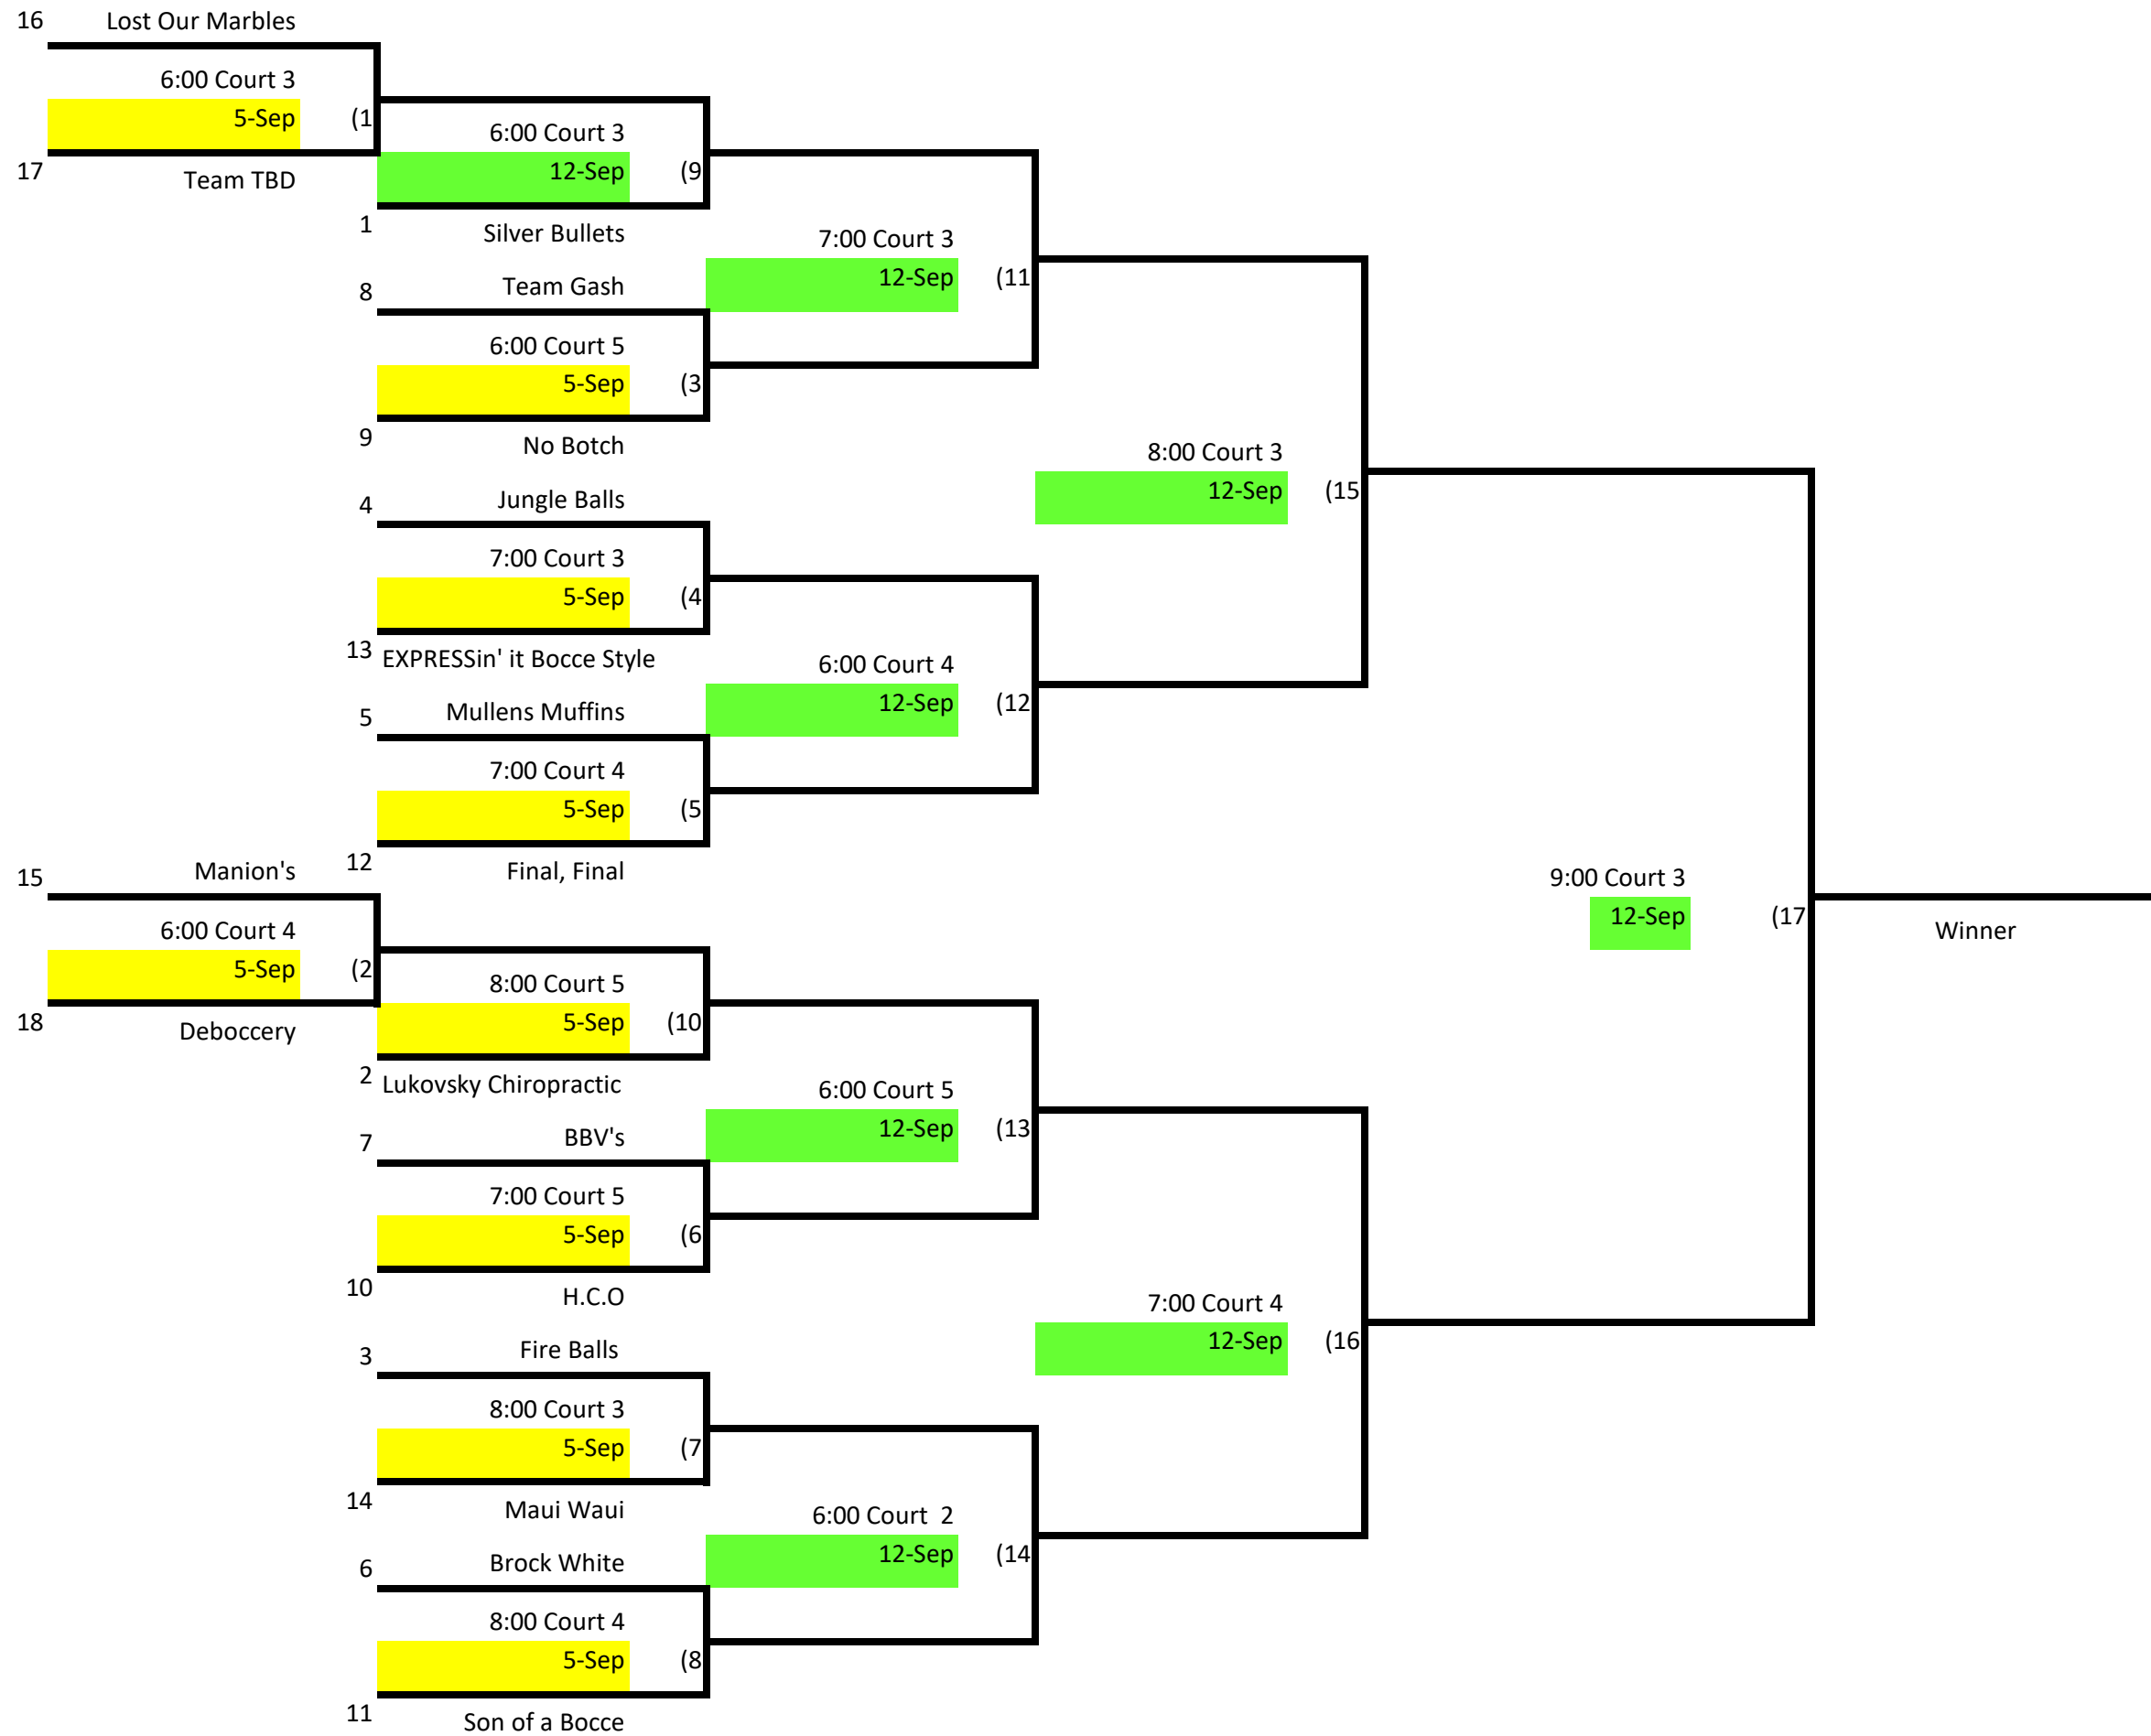 16 Lost Our Marbles
6:00 Court 3
5-Sep (1
17 Team TBD
6:00 Court 3
12-Sep (9
1 Silver Bullets
7:00 Court 3
12-Sep (11
8 Team Gash
6:00 Court 5
5-Sep (3
9 No Botch
8:00 Court 3
12-Sep (15
4 Jungle Balls
7:00 Court 3
5-Sep (4
13 EXPRESSin' it Bocce Style
6:00 Court 4
12-Sep (12
5 Mullens Muffins
7:00 Court 4
5-Sep (5
12 Final, Final
15 Manion's
9:00 Court 3
12-Sep (17
Winner
6:00 Court 4
5-Sep (2
18 Deboccery
8:00 Court 5
5-Sep (10
2 Lukovsky Chiropractic
6:00 Court 5
12-Sep (13
7 BBV's
7:00 Court 5
5-Sep (6
10 H.C.O
7:00 Court 4
12-Sep (16
3 Fire Balls
8:00 Court 3
5-Sep (7
14 Maui Waui
6:00 Court 2
12-Sep (14
6 Brock White
8:00 Court 4
5-Sep (8
11 Son of a Bocce